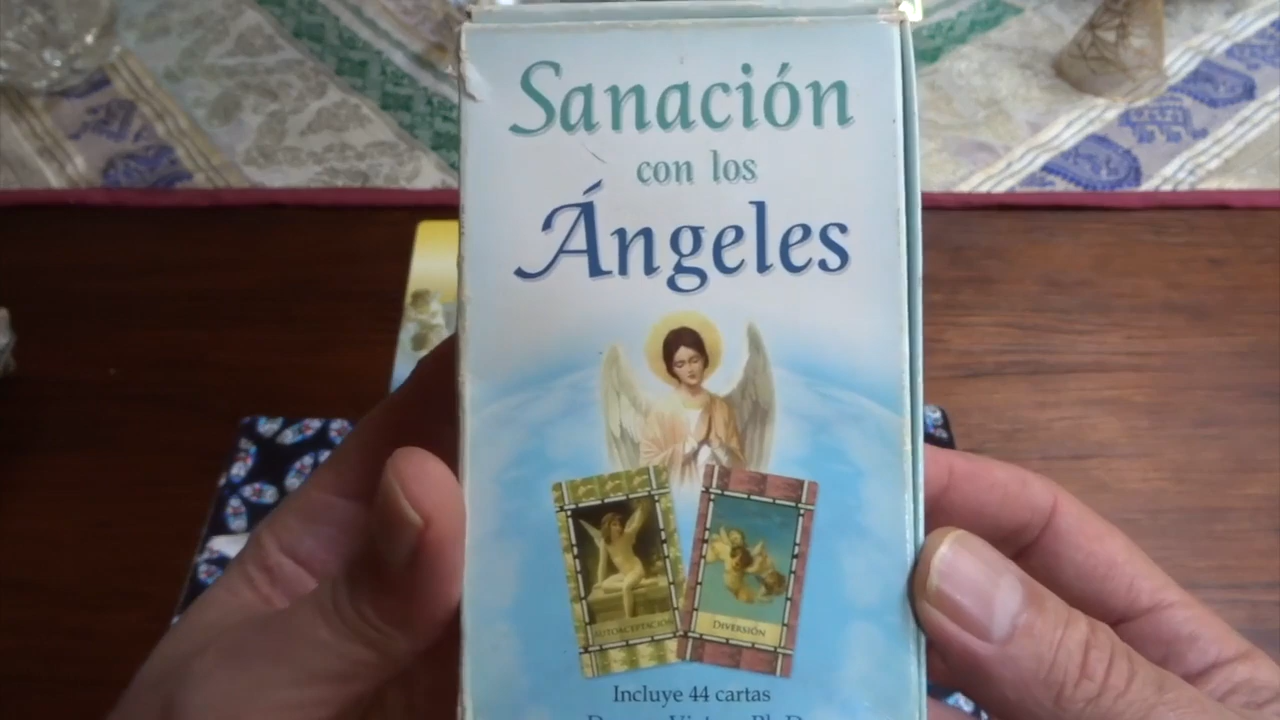 Sanación
con los
Ángeles
AUTOACEPTACIÓN
DIVERSIÓN
Incluye 44 cartas